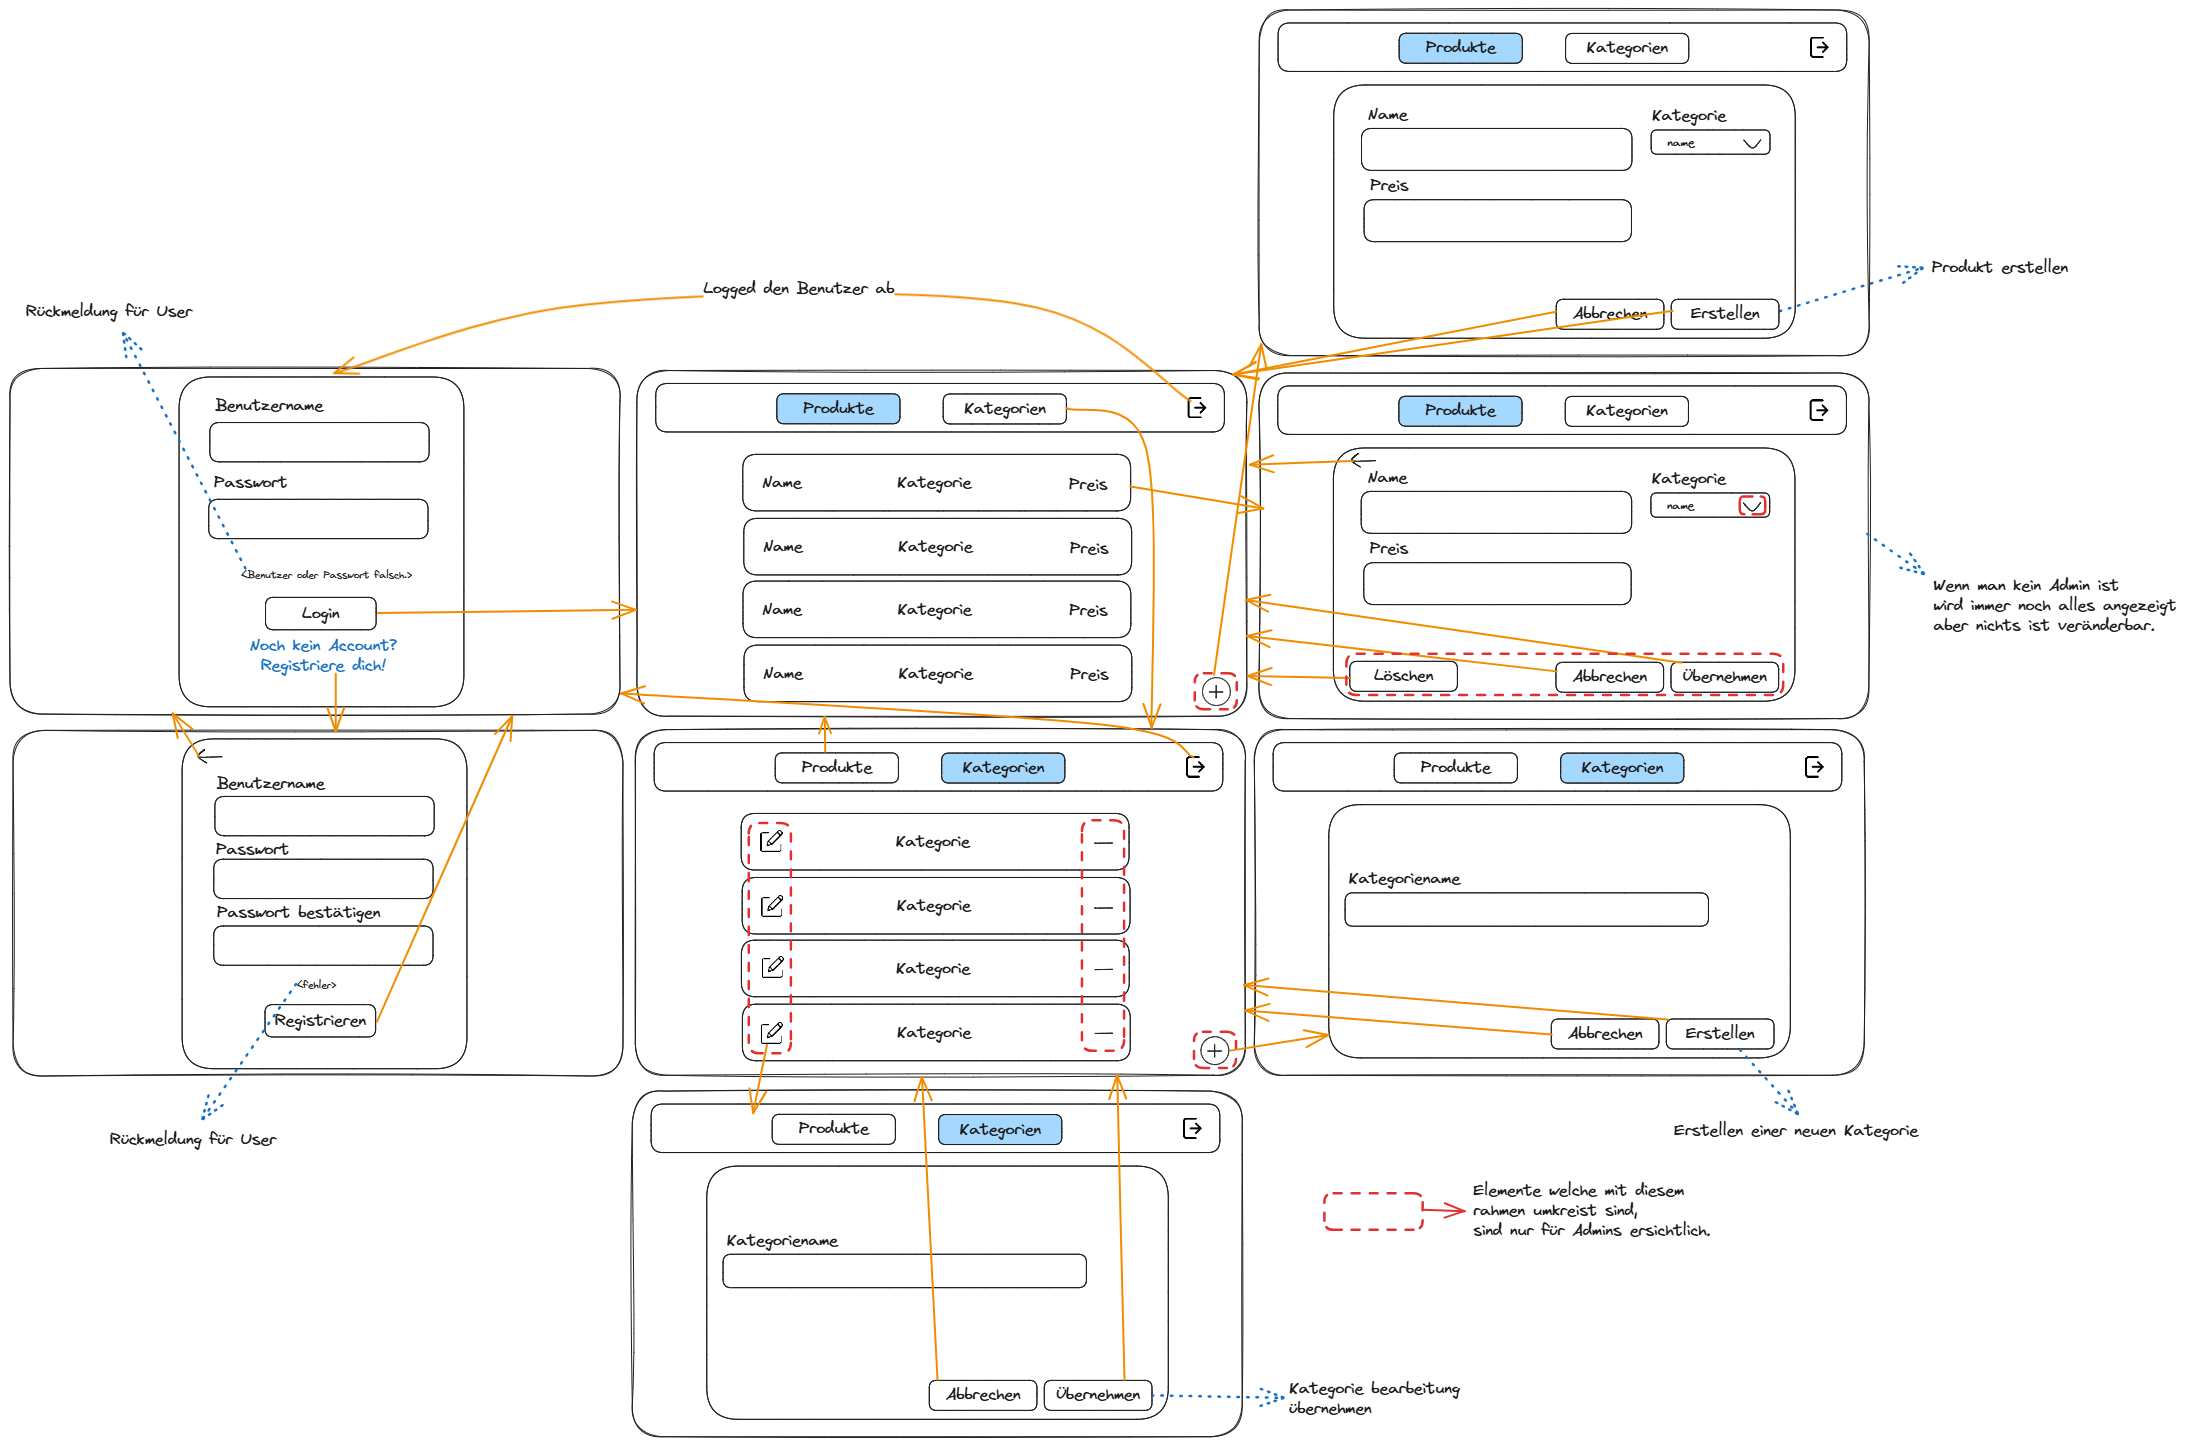 Produkte
Kategorien
Name
Kategorie
name
Preis
Abbrechen
Erstellen
Produkt erstellen
Logged den Benutzer ab
Rückmeldung für User
Benutzername
Passwort
<Benutzer oder Passwort falsch.>
Login
Noch kein Account?
Registriere dich!
Produkte
Kategorien
Name
Kategorie
Preis
Name
Kategorie
Preis
Name
Kategorie
Preis
Name
Kategorie
Preis
Produkte
Kategorien
Name
Kategorie
name
Preis
Löschen
Abbrechen
Übernehmen
Wenn man kein Admin ist
wird immer noch alles angezeigt
aber nichts ist veränderbar.
Benutzername
Passwort
Passwort bestätigen
<fehler>
Registrieren
Rückmeldung für User
Produkte
Kategorien
Kategorie
Kategorie
Kategorie
Kategorie
Produkte
Kategorien
Kategoriename
Abbrechen
Erstellen
Erstellen einer neuen Kategorie
Produkte
Kategorien
Kategoriename
Abbrechen
Übernehmen
Kategorie bearbeitung
übernehmen
Elemente welche mit diesem
rahmen umkreist sind,
sind nur für Admins ersichtlich.